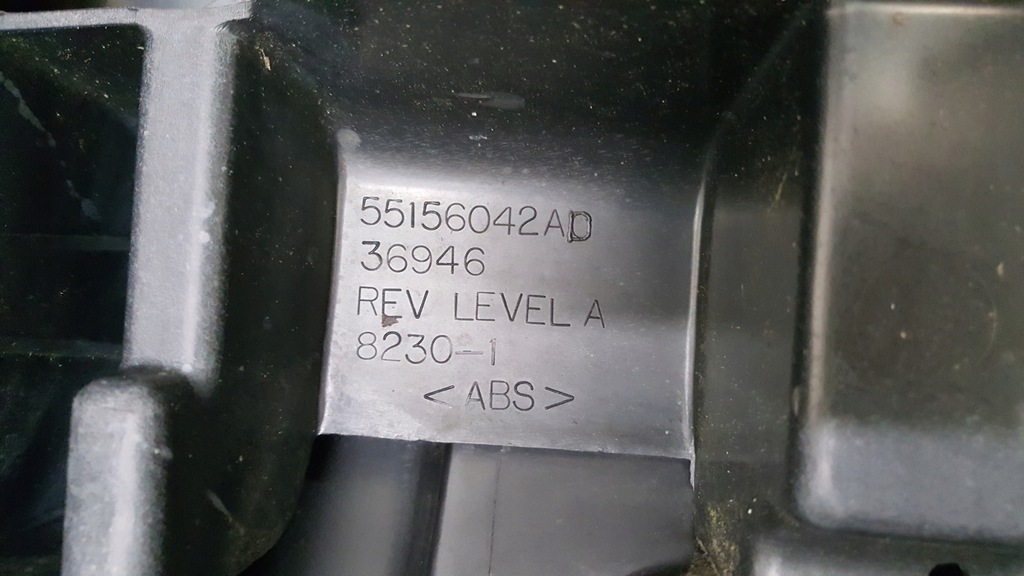 55156042AD
36946
REV LEVEL A
8230-1
<ABS>